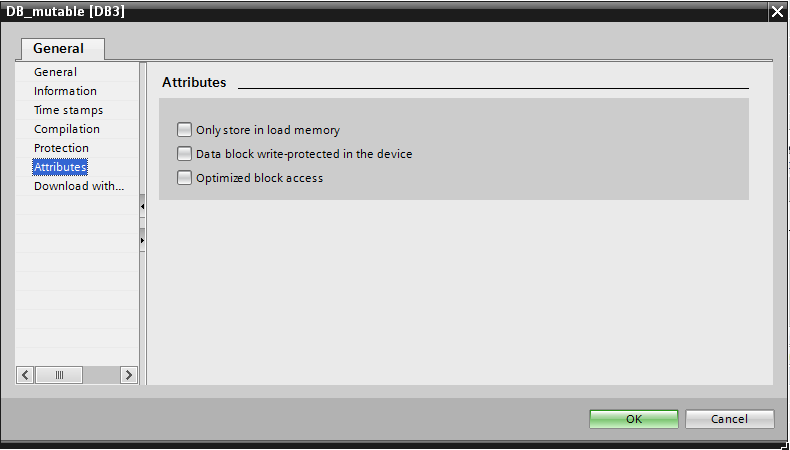 DB_mutable [DB3]
General
General
Information
Time stamps
Compilation
Protection
Attributes
Download with...
Attributes
Only store in load memory
Data block write-protected in the device
Optimized block access
OK
Cancel